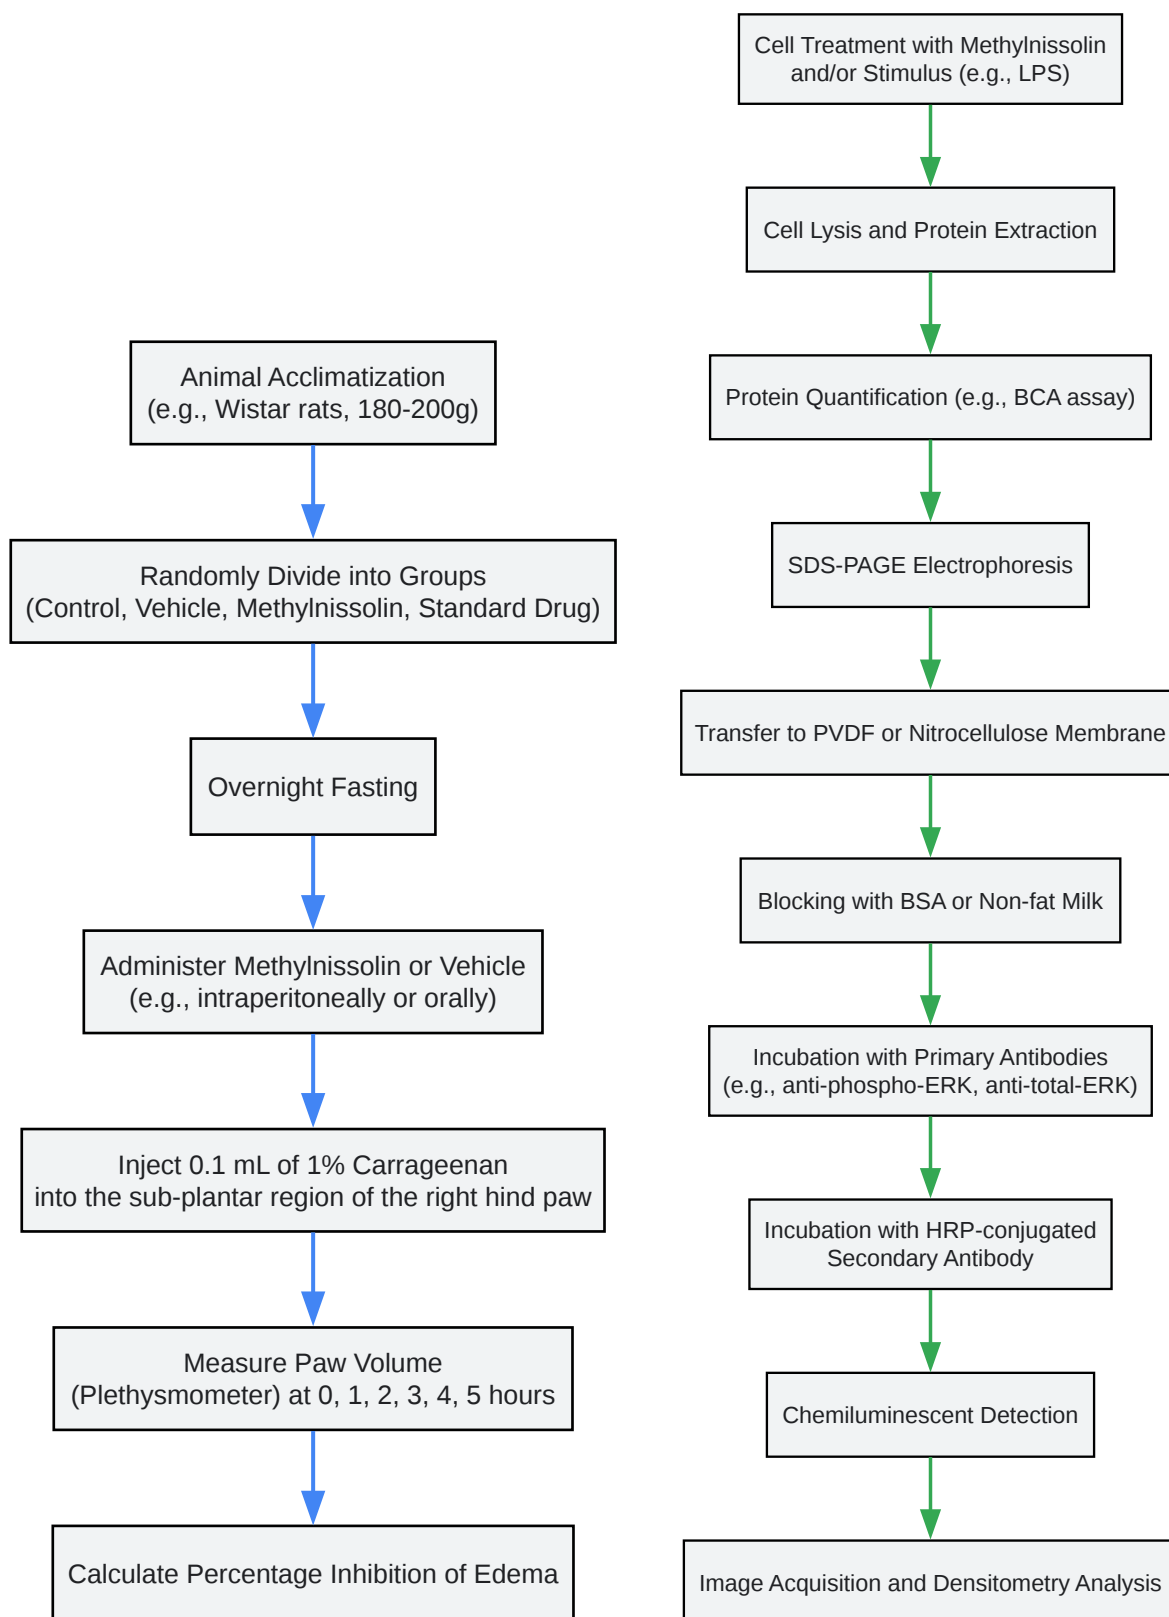 Animal Acclimatization
(e.g., Wistar rats, 180-200g)
Randomly Divide into Groups
(Control, Vehicle, Methylnissolin, Standard Drug)
Overnight Fasting
Administer Methylnissolin or Vehicle
(e.g., intraperitoneally or orally)
Inject 0.1 mL of 1% Carrageenan
into the sub-plantar region of the right hind paw
Measure Paw Volume
(Plethysmometer) at 0, 1, 2, 3, 4, 5 hours
Calculate Percentage Inhibition of Edema
Cell Treatment with Methylnissolin
and/or Stimulus (e.g., LPS)
Cell Lysis and Protein Extraction
Protein Quantification (e.g., BCA assay)
SDS-PAGE Electrophoresis
Transfer to PVDF or Nitrocellulose Membrane
Blocking with BSA or Non-fat Milk
Incubation with Primary Antibodies
(e.g., anti-phospho-ERK, anti-total-ERK)
Incubation with HRP-conjugated
Secondary Antibody
Chemiluminescent Detection
Image Acquisition and Densitometry Analysis